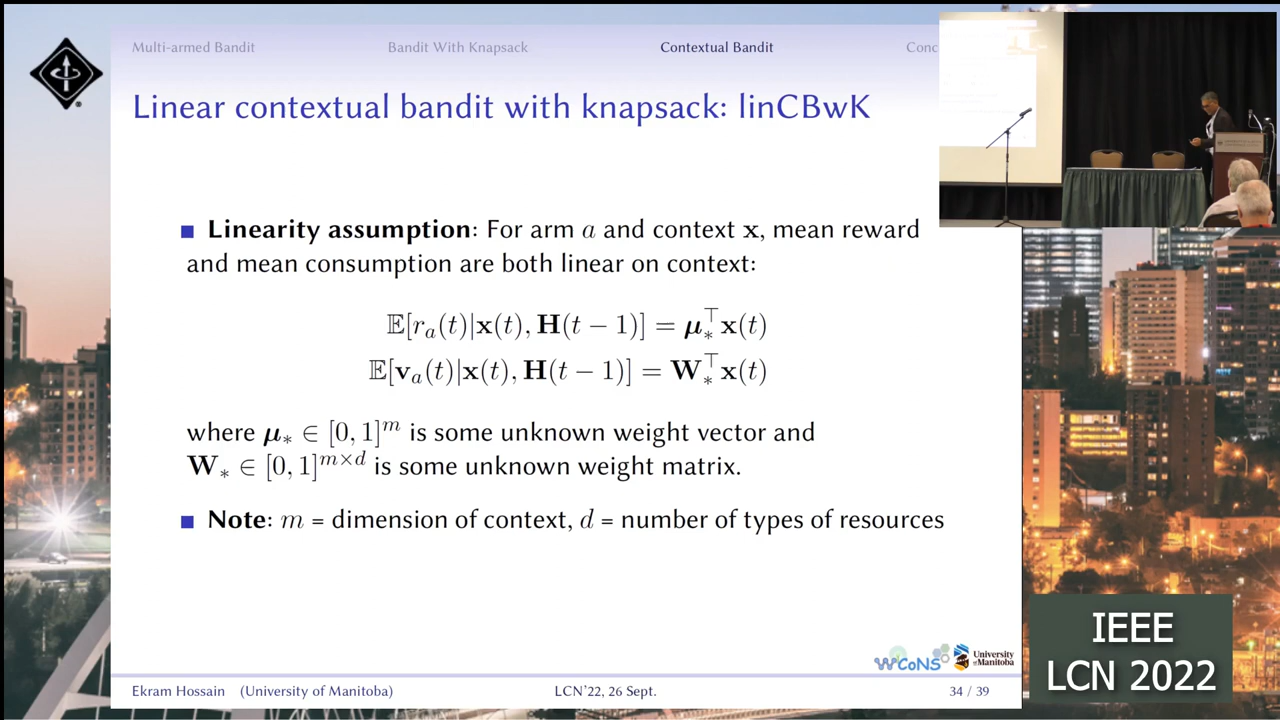 Multi-armed Bandit Bandit With Knapsack Contextual Bandit Conc
Linear contextual bandit with knapsack: linCBwK
Linearity assumption: For arm a and context x, mean reward
and mean consumption are both linear on context:
𝔼[r_a(t)|x(t), H(t − 1)] = μ_*^⊤ x(t)
𝔼[v_a(t)|x(t), H(t − 1)] = W_*^⊤ x(t)
where μ_* ∈ [0, 1]^m is some unknown weight vector and
W_* ∈ [0, 1]^{m×d} is some unknown weight matrix.
Note: m = dimension of context, d = number of types of resources
WCoNS
University
of Manitoba
Ekram Hossain (University of Manitoba) LCN'22, 26 Sept. 34 / 39
IEEE
LCN 2022